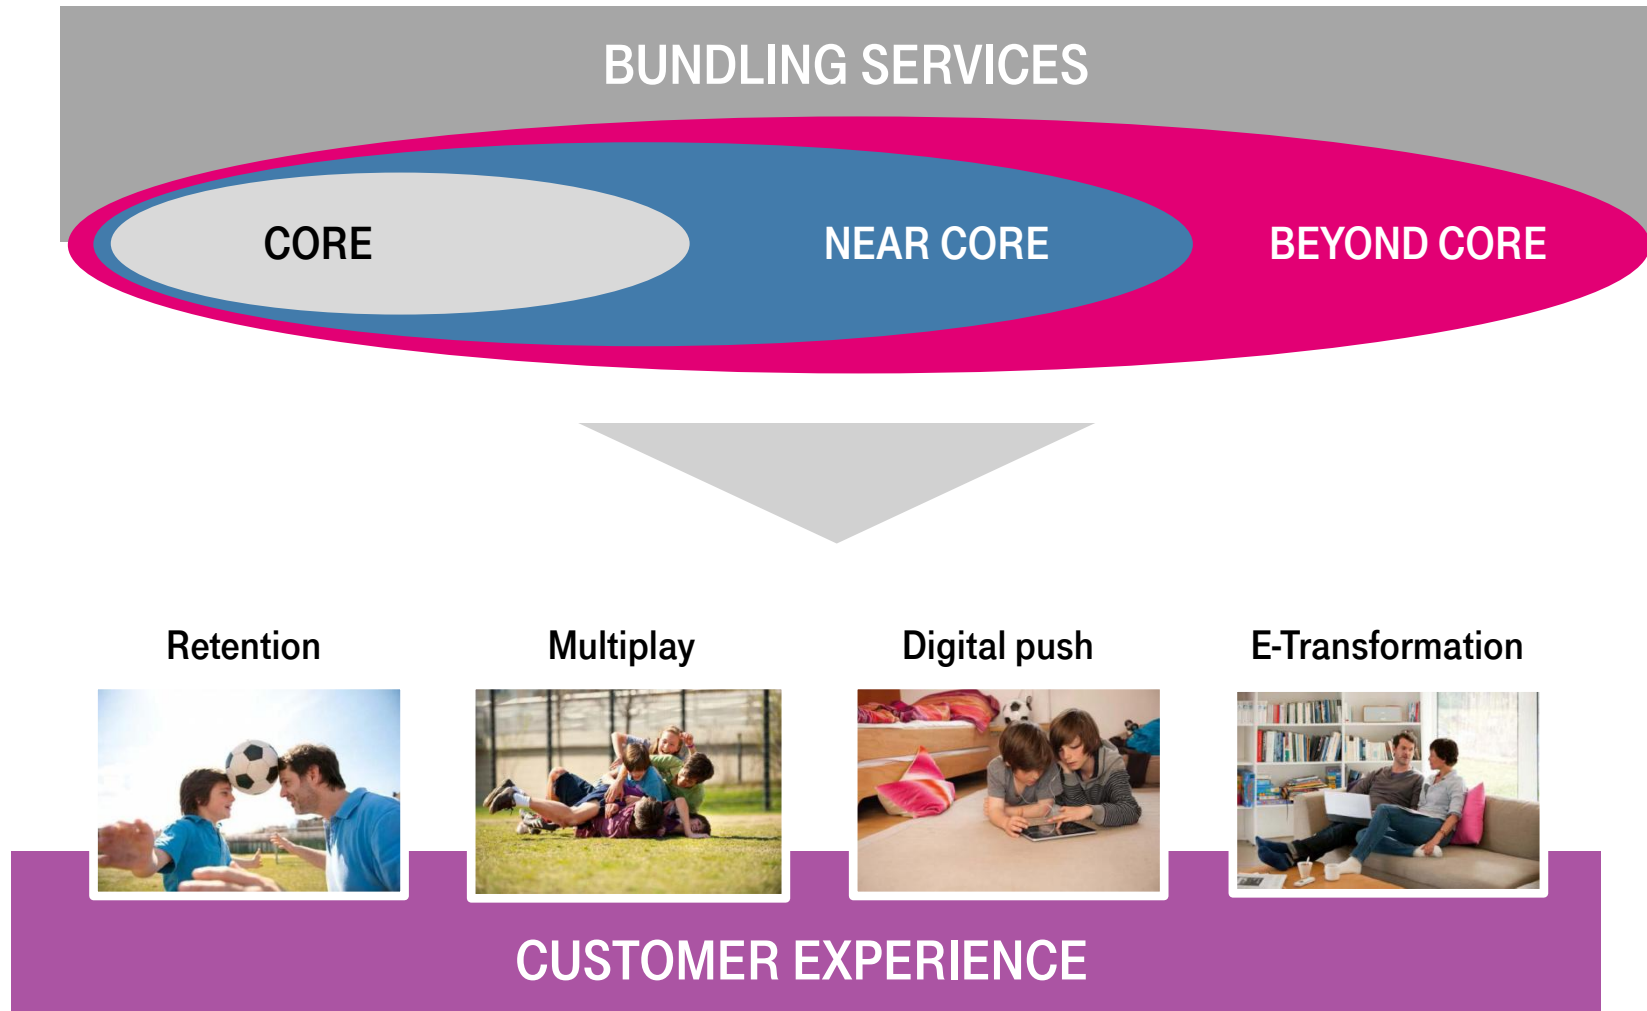 BUNDLING SERVICES
CORE
NEAR CORE
BEYOND CORE
Retention
Multiplay
Digital push
E-Transformation
CUSTOMER EXPERIENCE